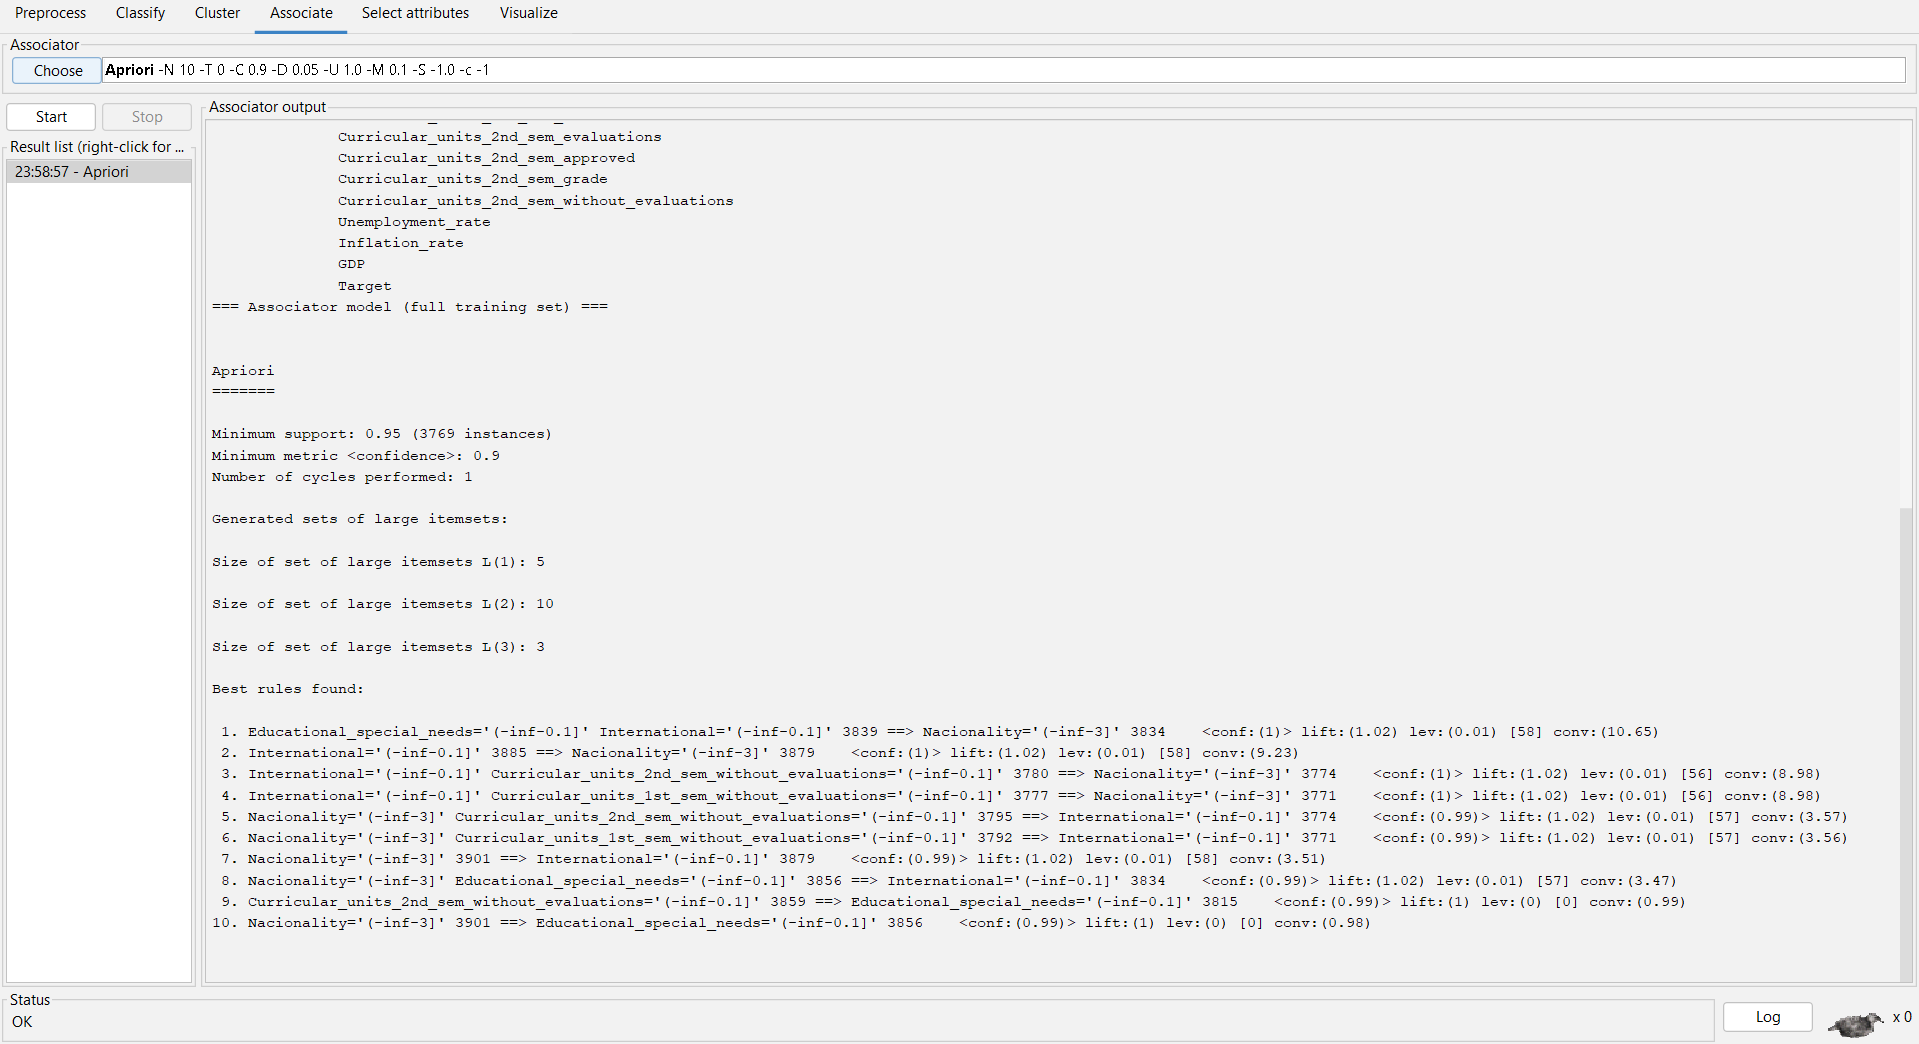 Preprocess Classify Cluster Associate Select attributes Visualize
Associator
Choose Apriori -N 10 -T 0 -C 0.9 -D 0.05 -U 1.0 -M 0.1 -S -1.0 -c -1
Start Stop
Result list (right-click for ...
23:58:57 - Apriori
Associator output
Curricular_units_2nd_sem_evaluations
Curricular_units_2nd_sem_approved
Curricular_units_2nd_sem_grade
Curricular_units_2nd_sem_without_evaluations
Unemployment_rate
Inflation_rate
GDP
Target
=== Associator model (full training set) ===
Apriori
=======
Minimum support: 0.95 (3769 instances)
Minimum metric <confidence>: 0.9
Number of cycles performed: 1
Generated sets of large itemsets:
Size of set of large itemsets L(1): 5
Size of set of large itemsets L(2): 10
Size of set of large itemsets L(3): 3
Best rules found:
1. Educational_special_needs='(-inf-0.1]' International='(-inf-0.1]' 3839 ==> Nacionality='(-inf-3]' 3834 <conf:(1)> lift:(1.02) lev:(0.01) [58] conv:(10.65)
2. International='(-inf-0.1]' 3885 ==> Nacionality='(-inf-3]' 3879 <conf:(1)> lift:(1.02) lev:(0.01) [58] conv:(9.23)
3. International='(-inf-0.1]' Curricular_units_2nd_sem_without_evaluations='(-inf-0.1]' 3780 ==> Nacionality='(-inf-3]' 3774 <conf:(1)> lift:(1.02) lev:(0.01) [56] conv:(8.98)
4. International='(-inf-0.1]' Curricular_units_1st_sem_without_evaluations='(-inf-0.1]' 3777 ==> Nacionality='(-inf-3]' 3771 <conf:(1)> lift:(1.02) lev:(0.01) [56] conv:(8.98)
5. Nacionality='(-inf-3]' Curricular_units_2nd_sem_without_evaluations='(-inf-0.1]' 3795 ==> International='(-inf-0.1]' 3774 <conf:(0.99)> lift:(1.02) lev:(0.01) [57] conv:(3.57)
6. Nacionality='(-inf-3]' Curricular_units_1st_sem_without_evaluations='(-inf-0.1]' 3792 ==> International='(-inf-0.1]' 3771 <conf:(0.99)> lift:(1.02) lev:(0.01) [57] conv:(3.56)
7. Nacionality='(-inf-3]' 3901 ==> International='(-inf-0.1]' 3879 <conf:(0.99)> lift:(1.02) lev:(0.01) [58] conv:(3.51)
8. Nacionality='(-inf-3]' Educational_special_needs='(-inf-0.1]' 3856 ==> International='(-inf-0.1]' 3834 <conf:(0.99)> lift:(1.02) lev:(0.01) [57] conv:(3.47)
9. Curricular_units_2nd_sem_without_evaluations='(-inf-0.1]' 3859 ==> Educational_special_needs='(-inf-0.1]' 3815 <conf:(0.99)> lift:(1) lev:(0) [0] conv:(0.99)
10. Nacionality='(-inf-3]' 3901 ==> Educational_special_needs='(-inf-0.1]' 3856 <conf:(0.99)> lift:(1) lev:(0) [0] conv:(0.98)
Status
OK
Log x 0